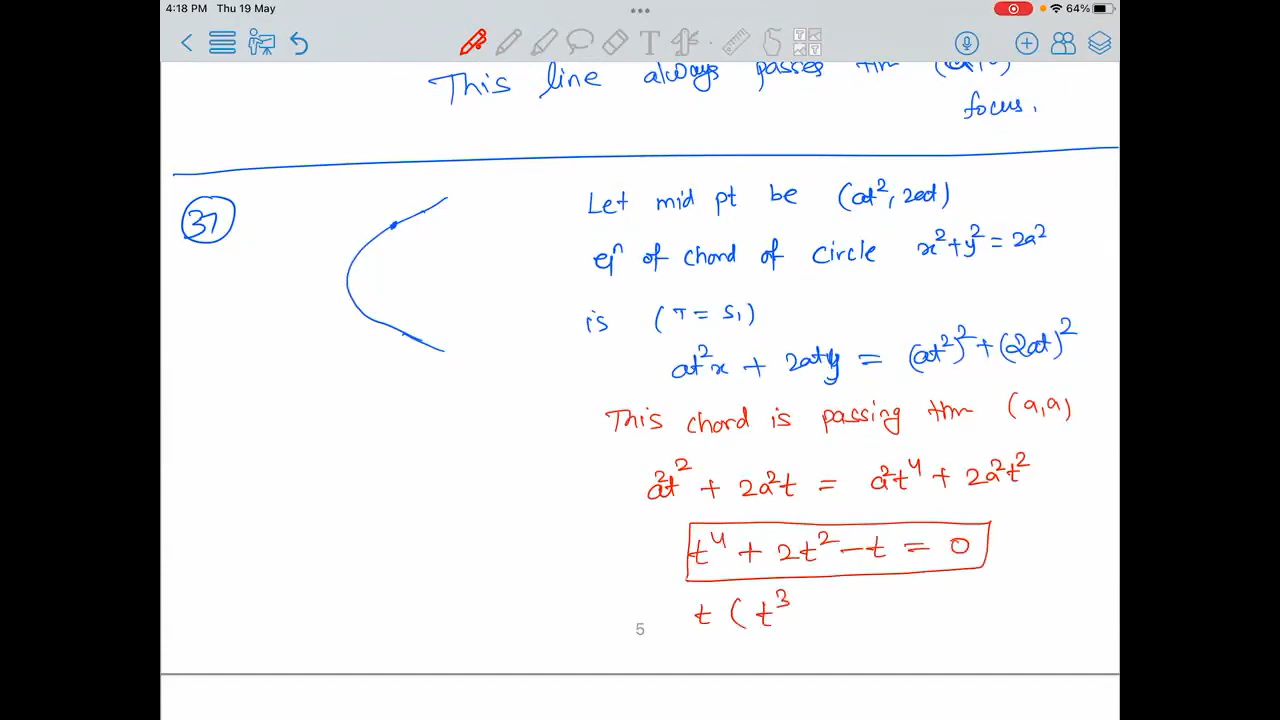 4:18 PM Thu 19 May
64%
This line always passes thru
focus.
37
Let mid pt be (at², 2at)
eqⁿ of chord of circle x² + y² = 2a²
is (T = S₁)
at²x + 2aty = (at²)² + (2at)²
This chord is passing thru (a,a)
a²t² + 2a²t = a²t⁴ + 2a²t²
t⁴ + 2t² - t = 0
t ( t³
5